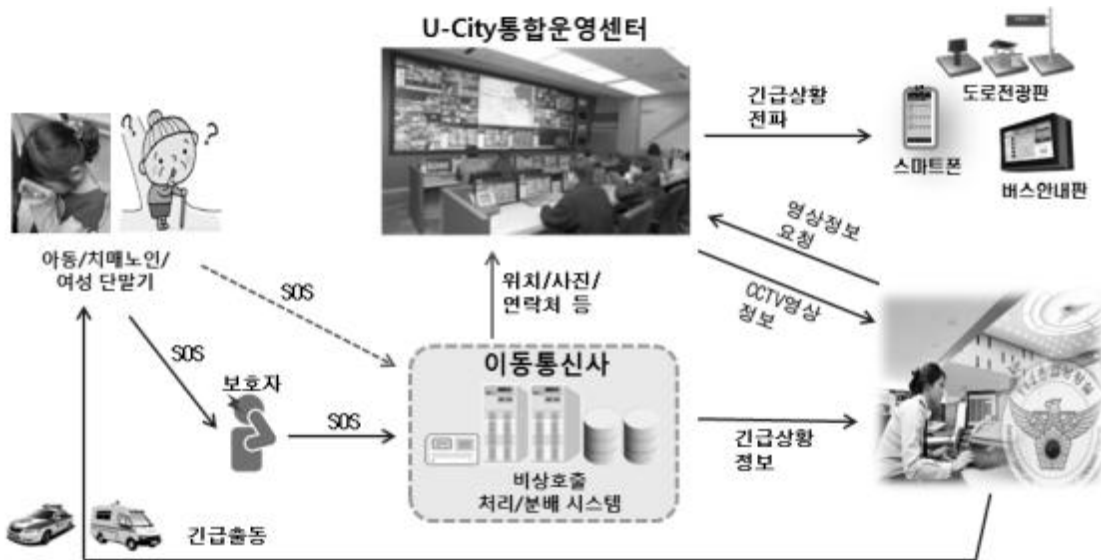 U-City통합운영센터
긴급상황
전파
도로전광판
스마트폰
버스안내판
? ?
아동/치매노인/
여성 단말기
SOS
위치/사진/
연락처 등
영상정보
요청
CCTV영상
정보
SOS
보호자
SOS
이동통신사
비상호출
처리/분배 시스템
긴급상황
정보
긴급출동